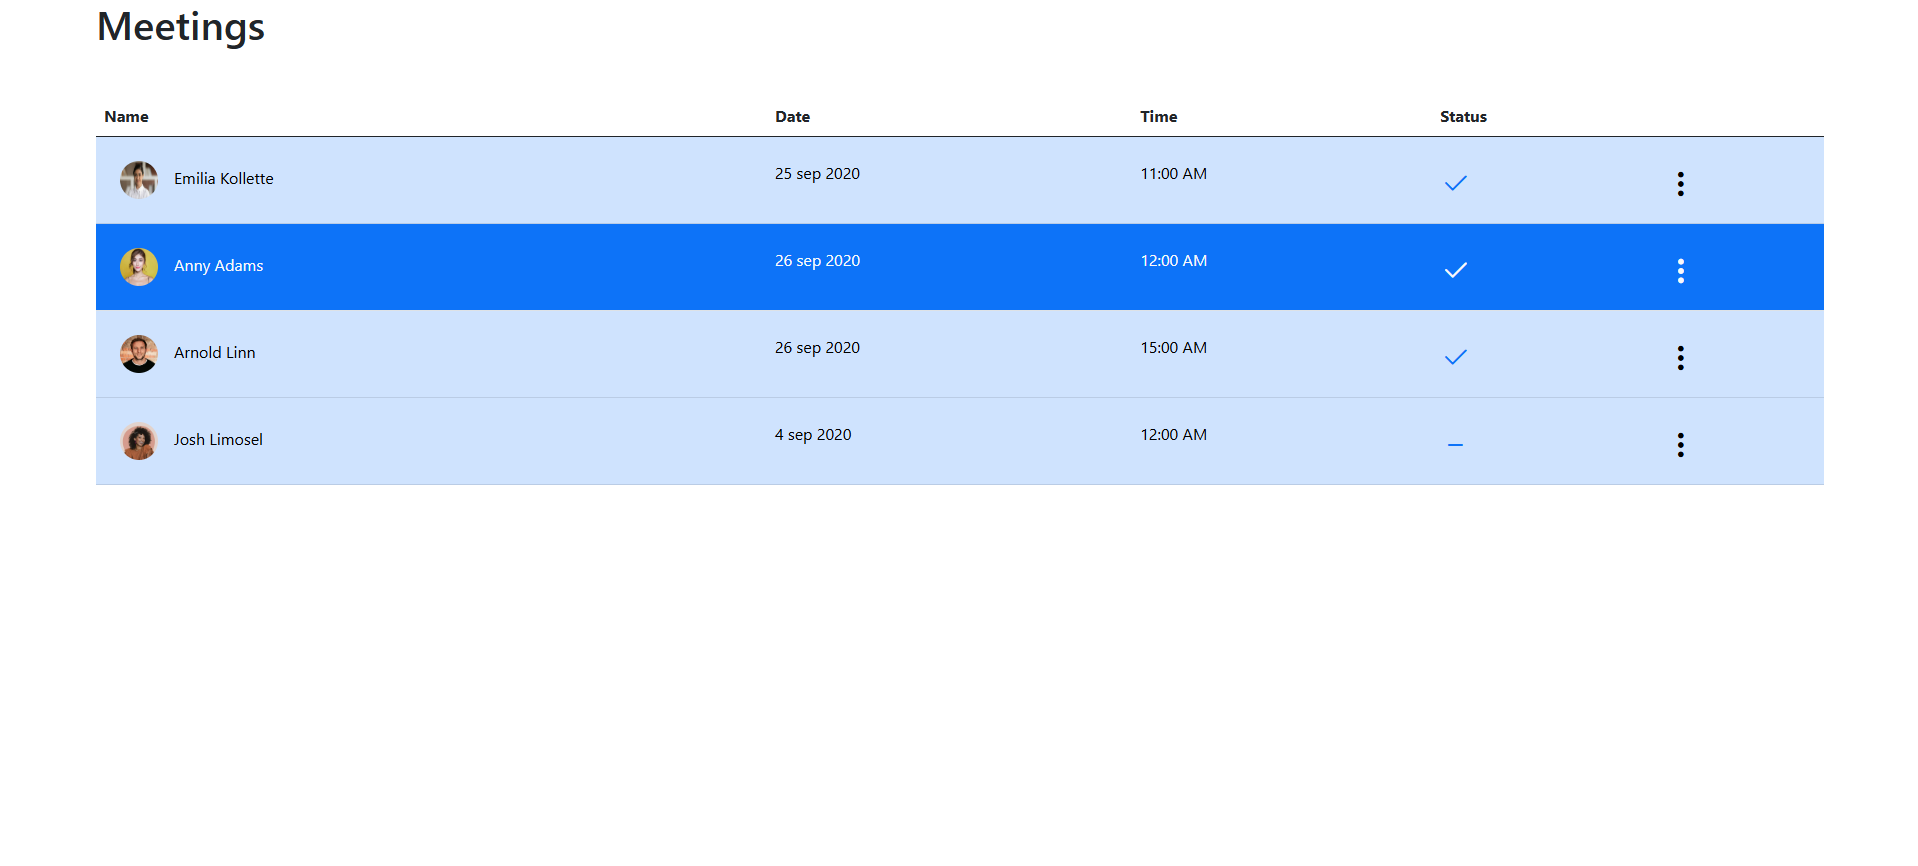 Meetings
Name Date Time Status
Emilia Kollette 25 sep 2020 11:00 AM
Anny Adams 26 sep 2020 12:00 AM
Arnold Linn 26 sep 2020 15:00 AM
Josh Limosel 4 sep 2020 12:00 AM